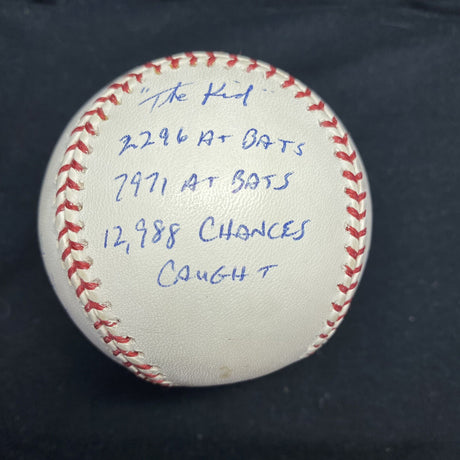 "The Kid"
2296 AT BATS
7971 AT BATS
12,988 CHANCES
CAUGHT